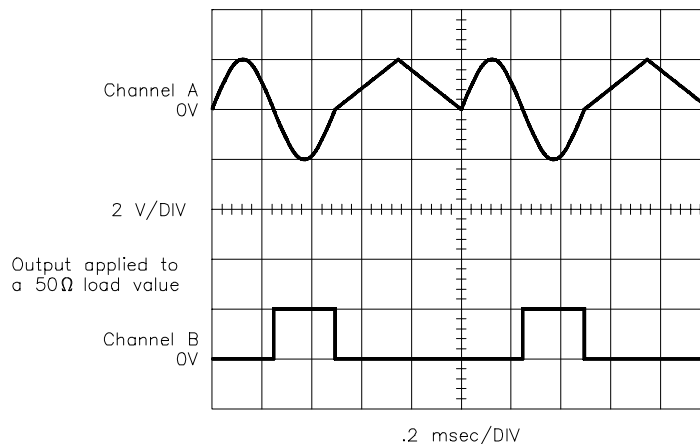 Channel A
0V
2 V/DIV
Output applied to
a 50Ω load value
Channel B
0V
.2 msec/DIV